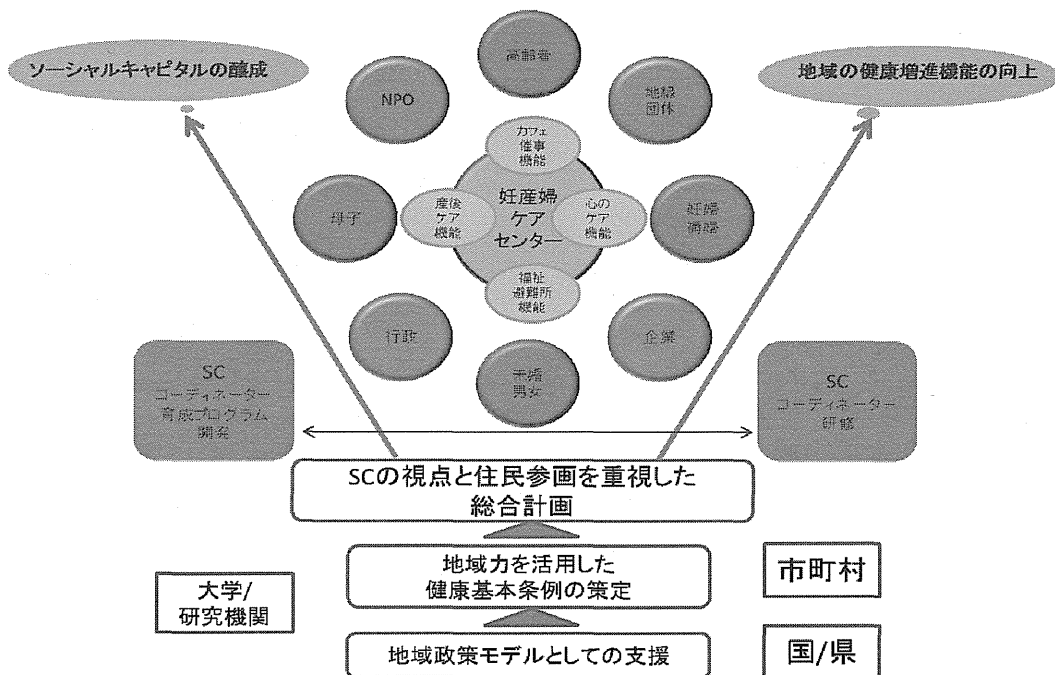 ソーシャルキャピタルの醸成
高齢者
地域の健康増進機能の向上
NPO
地縁
団体
カフェ
催事
機能
母子
産後
ケア
機能
妊産婦
ケア
センター
心の
ケア
機能
妊婦
福祉
避難所
機能
行政
企業
未婚
男女
SC
コーディネーター
育成プログラム
開発
SC
コーディネーター
研修
SCの視点と住民参画を重視した
総合計画
地域力を活用した
健康基本条例の策定
市町村
大学/
研究機関
地域政策モデルとしての支援
国/県